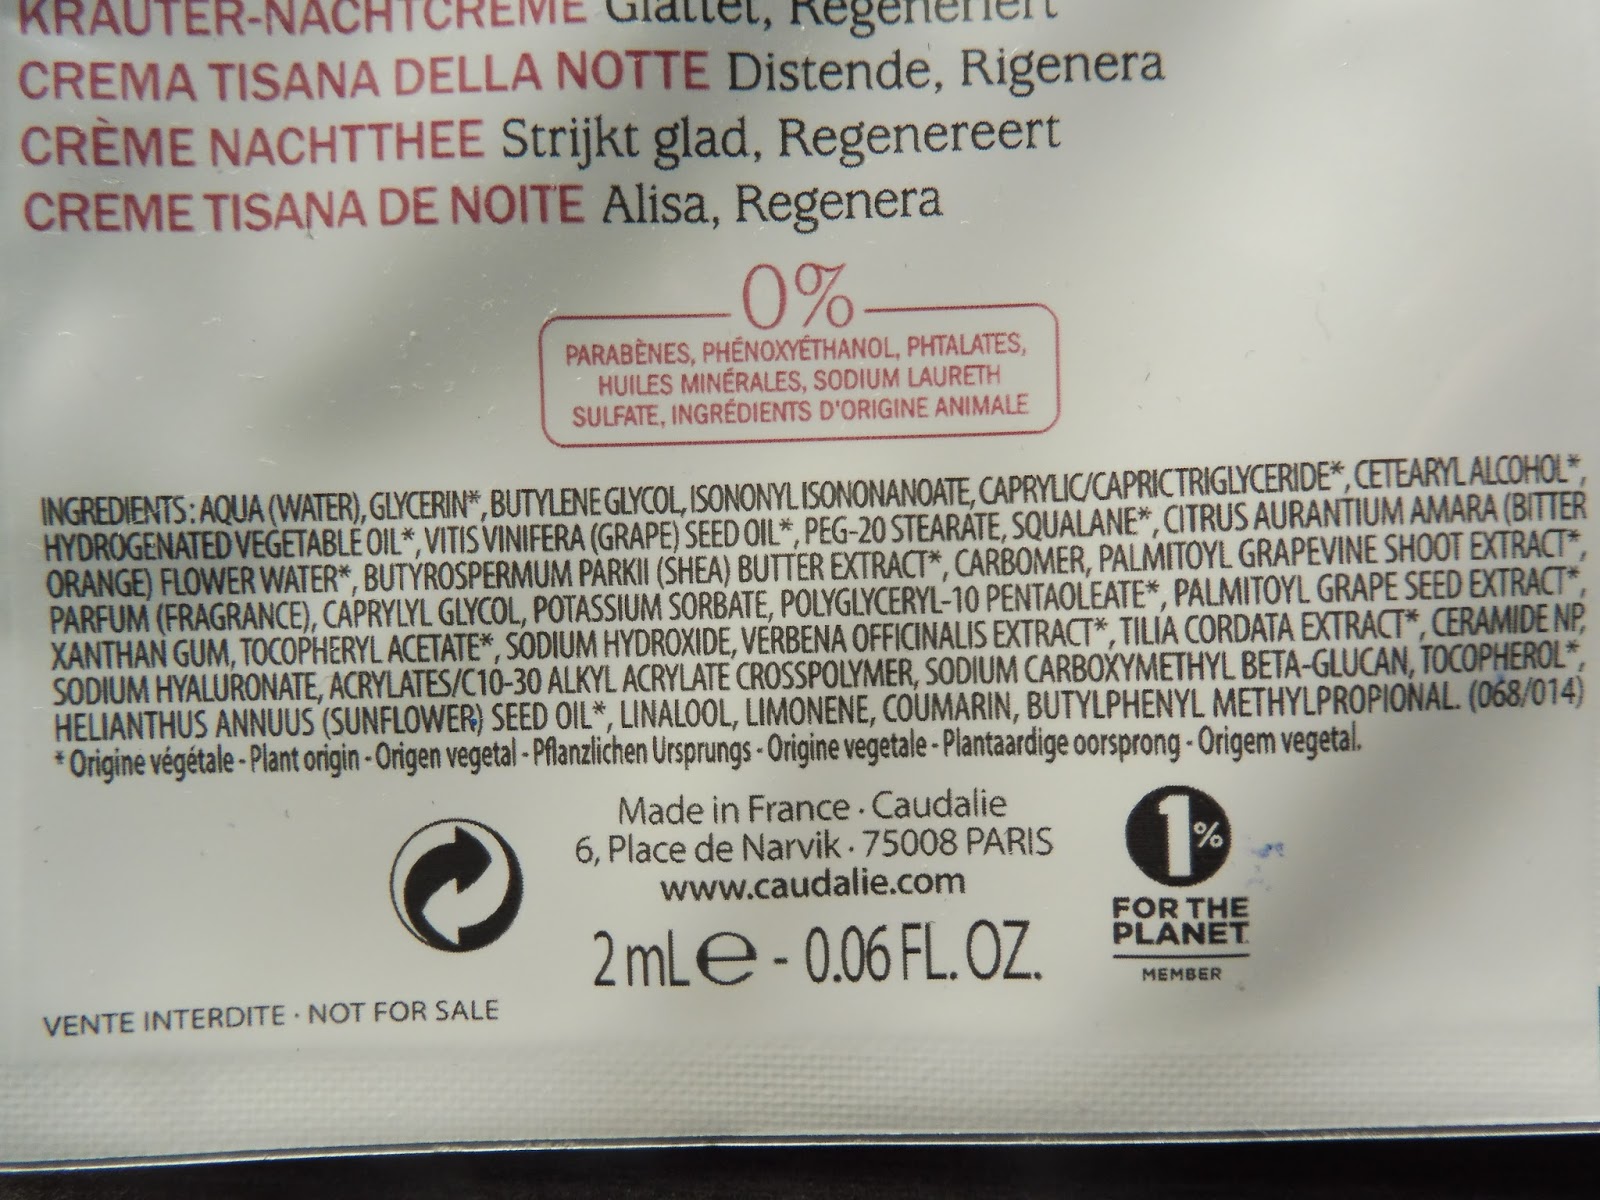 KRÄUTER-NACHTCREME Glättet, Regeneriert
CREMA TISANA DELLA NOTTE Distende, Rigenera
CRÈME NACHTTHEE Strijkt glad, Regenereert
CREME TISANA DE NOITE Alisa, Regenera
0%
PARABÈNES, PHÉNOXYÉTHANOL, PHTALATES,
HUILES MINÉRALES, SODIUM LAURETH
SULFATE, INGRÉDIENTS D'ORIGINE ANIMALE
INGREDIENTS: AQUA (WATER), GLYCERIN*, BUTYLENE GLYCOL, ISONONYL ISONONANOATE, CAPRYLIC/CAPRIC TRIGLYCERIDE*, CETEARYL ALCOHOL*,
HYDROGENATED VEGETABLE OIL*, VITIS VINIFERA (GRAPE) SEED OIL*, PEG-20 STEARATE, SQUALANE*, CITRUS AURANTIUM AMARA (BITTER
ORANGE) FLOWER WATER*, BUTYROSPERMUM PARKII (SHEA) BUTTER EXTRACT*, CARBOMER, PALMITOYL GRAPEVINE SHOOT EXTRACT*,
PARFUM (FRAGRANCE), CAPRYLYL GLYCOL, POTASSIUM SORBATE, POLYGLYCERYL-10 PENTAOLEATE*, PALMITOYL GRAPE SEED EXTRACT*,
XANTHAN GUM, TOCOPHERYL ACETATE*, SODIUM HYDROXIDE, VERBENA OFFICINALIS EXTRACT*, TILIA CORDATA EXTRACT*, CERAMIDE NP,
SODIUM HYALURONATE, ACRYLATES/C10-30 ALKYL ACRYLATE CROSSPOLYMER, SODIUM CARBOXYMETHYL BETA-GLUCAN, TOCOPHEROL*,
HELIANTHUS ANNUUS (SUNFLOWER) SEED OIL*, LINALOOL, LIMONENE, COUMARIN, BUTYLPHENYL METHYLPROPIONAL. (068/014)
* Origine végétale - Plant origin - Origen vegetal - Pflanzlichen Ursprungs - Origine vegetale - Plantaardige oorsprong - Origem vegetal.
Made in France · Caudalie
6, Place de Narvik · 75008 PARIS
www.caudalie.com
2 mL e - 0.06 FL. OZ.
1%
FOR THE
PLANET
MEMBER
VENTE INTERDITE · NOT FOR SALE